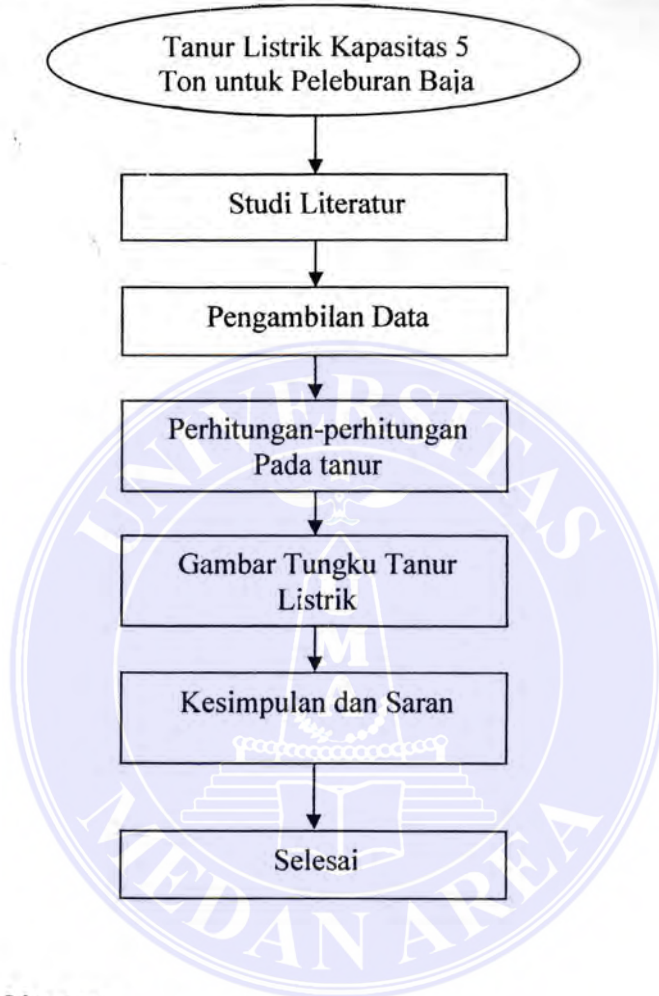 Tanur Listrik Kapasitas 5
Ton untuk Peleburan Baja
Studi Literatur
Pengambilan Data
Perhitungan-perhitungan
Pada tanur
Gambar Tungku Tanur
Listrik
Kesimpulan dan Saran
Selesai
UNIVERSITAS
UMA
MEDAN AREA